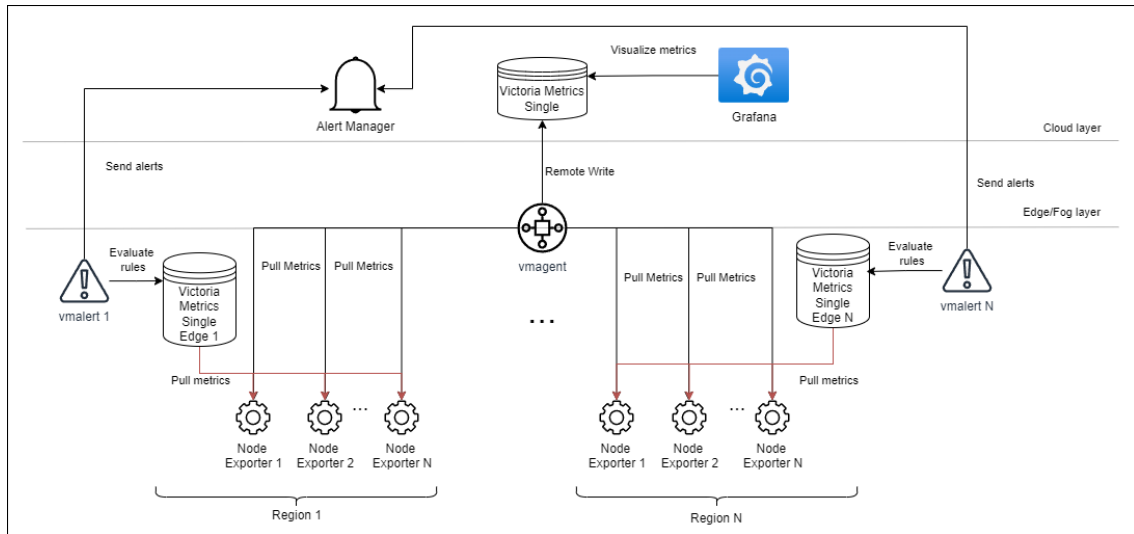 Visualize metrics
Victoria Metrics
Single
Alert Manager
Grafana
Cloud layer
Send alerts
Remote Write
Send alerts
Edge/Fog layer
Evaluate
rules
Pull Metrics
Pull Metrics
vmagent
Pull Metrics
Pull Metrics
Evaluate
rules
vmalert 1
Victoria
Metrics
Single
Edge 1
...
Victoria
Metrics
Single
Edge N
vmalert N
Pull metrics
Pull metrics
...
...
Node
Exporter 1
Node
Exporter 2
Node
Exporter N
Node
Exporter 1
Node
Exporter 2
Node
Exporter N
Region 1
Region N